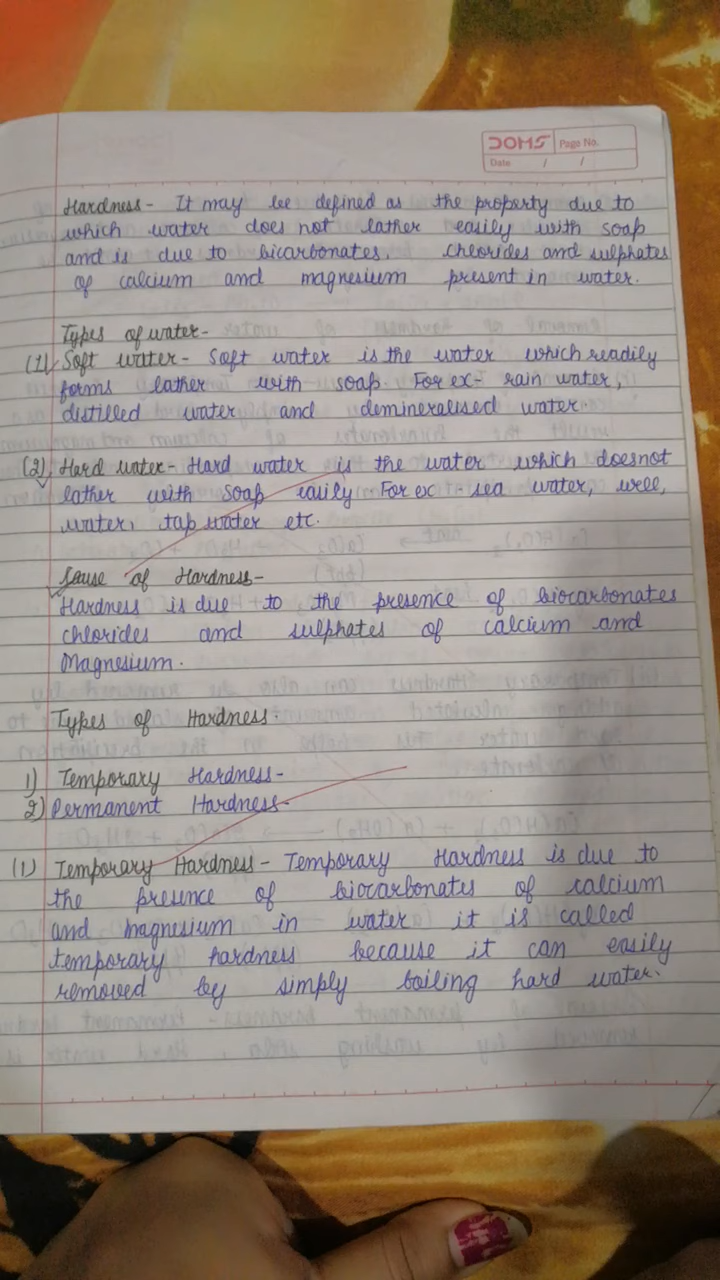 DOMS Page No.
Date / /
Hardness - It may be defined as the property due to
which water does not lather easily with soap
and is due to bicarbonates. chlorides and sulphates
of calcium and magnesium present in water.
Types of water-
(1) Soft water - Soft water is the water which readily
forms lather with soap. For ex- rain water,
distilled water and demineralised water.
(2) Hard water - Hard water is the water which doesnot
lather with soap easily For ex - sea water, well,
water, tap water etc.
Cause of Hardness-
Hardness is due to the presence of biocarbonates
chlorides and sulphates of calcium and
Magnesium.
Types of Hardness.
1) Temporary Hardness-
2) Permanent Hardness-
(1) Temporary Hardness - Temporary Hardness is due to
the presence of biocarbonates of calcium
and magnesium in water it is called
temporary hardness because it can easily
removed by simply boiling hard water.